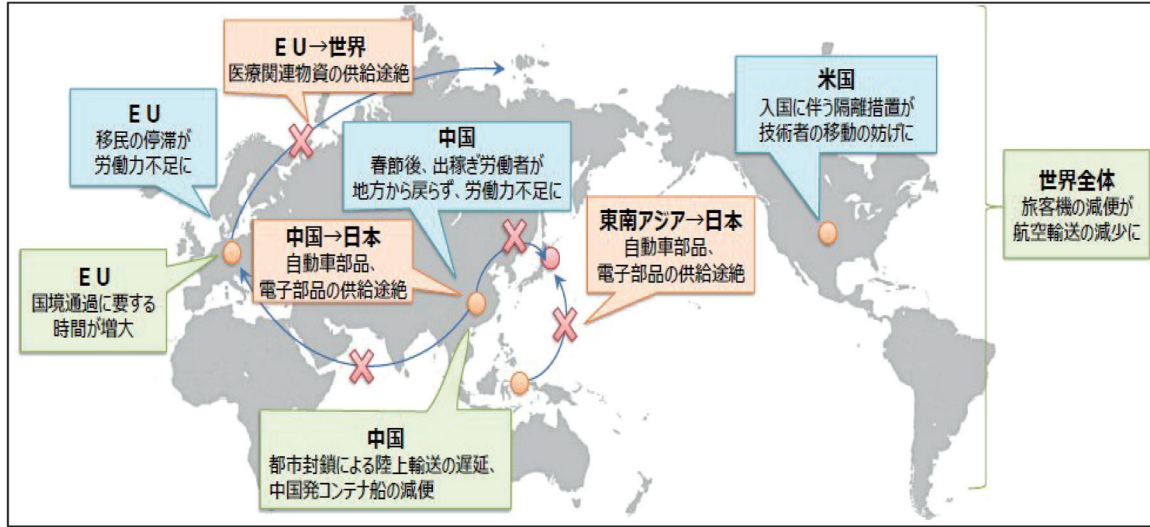 ＥＵ→世界
医療関連物資の供給途絶
米国
入国に伴う隔離措置が
技術者の移動の妨げに
ＥＵ
移民の停滞が
労働力不足に
中国
春節後、出稼ぎ労働者が
地方から戻らず、労働力不足に
世界全体
旅客機の減便が
航空輸送の減少に
東南アジア→日本
自動車部品、
電子部品の供給途絶
中国→日本
自動車部品、
電子部品の供給途絶
ＥＵ
国境通過に要する
時間が増大
中国
都市封鎖による陸上輸送の遅延、
中国発コンテナ船の減便